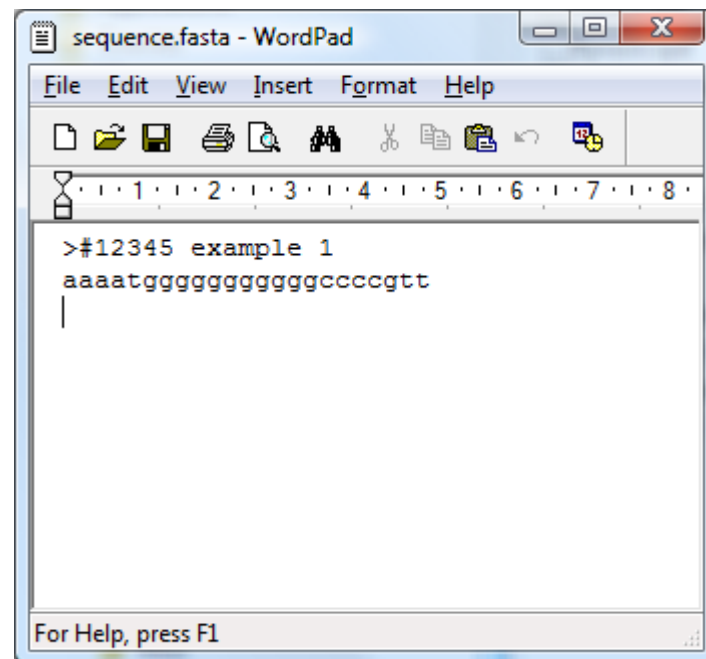 sequence.fasta - WordPad
File Edit View Insert Format Help
1 2 3 4 5 6 7 8
>#12345 example 1
aaaatgggggggggggccccgtt
For Help, press F1